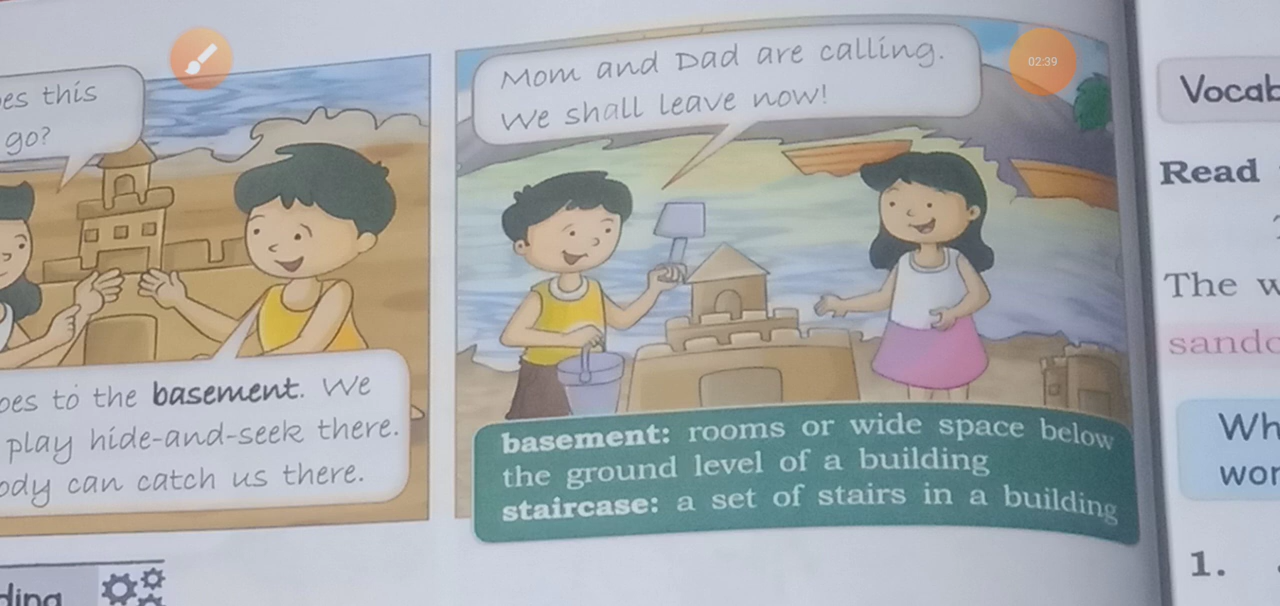 es this
go?
oes to the basement. We
play hide-and-seek there.
ody can catch us there.
Mom and Dad are calling.
We shall leave now!
02:39
basement: rooms or wide space below
the ground level of a building
staircase: a set of stairs in a building
ding
Vocab
Read
The w
sandc
Wh
wor
1.